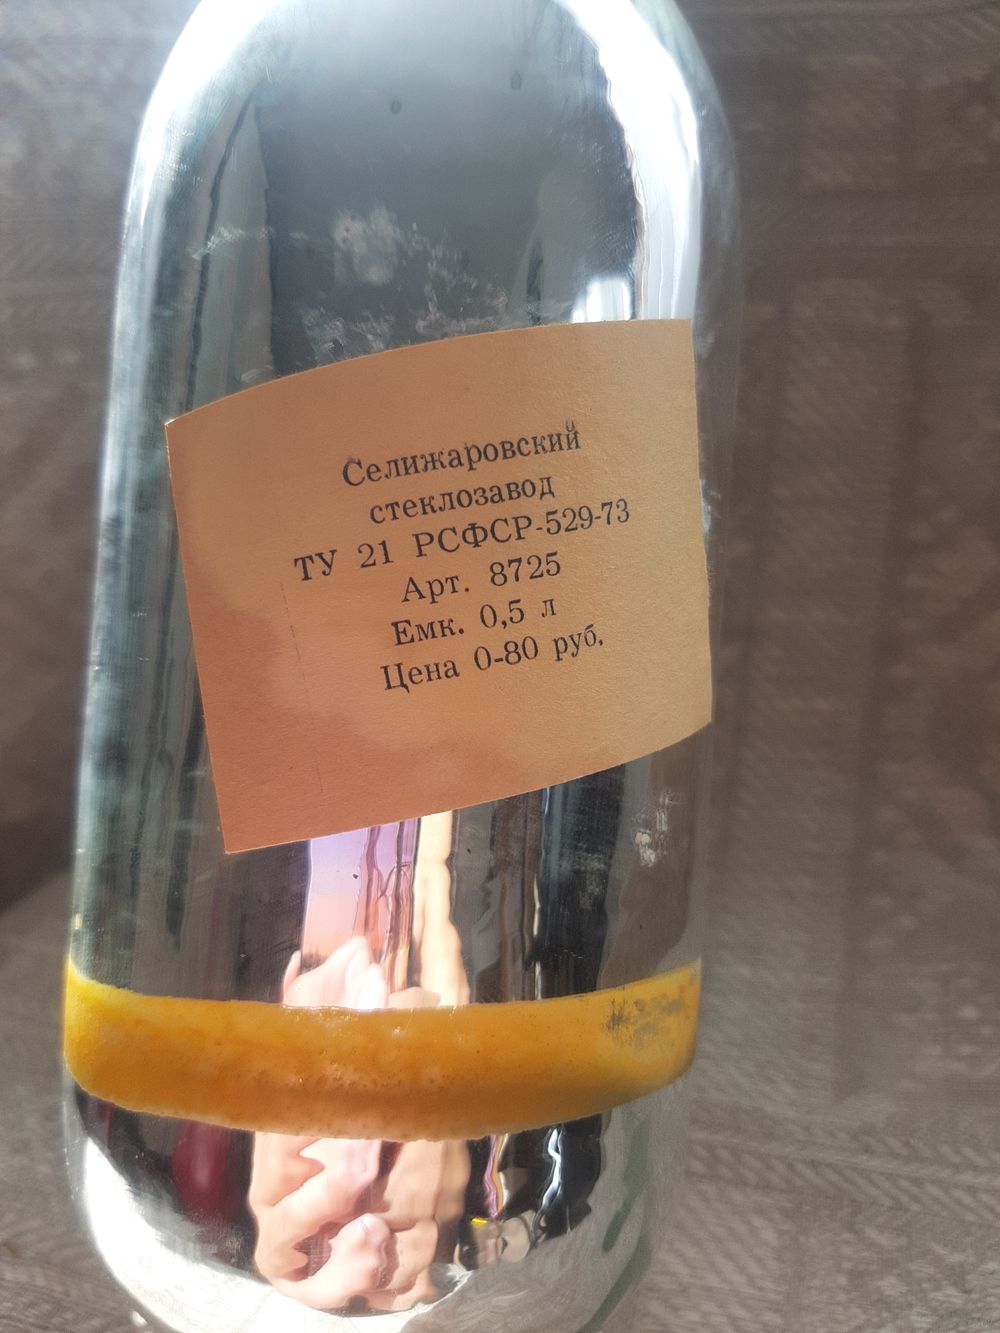 Селижаровский
стеклозавод
ТУ 21 РСФСР-529-73
Арт. 8725
Емк. 0,5 л
Цена 0-80 руб.